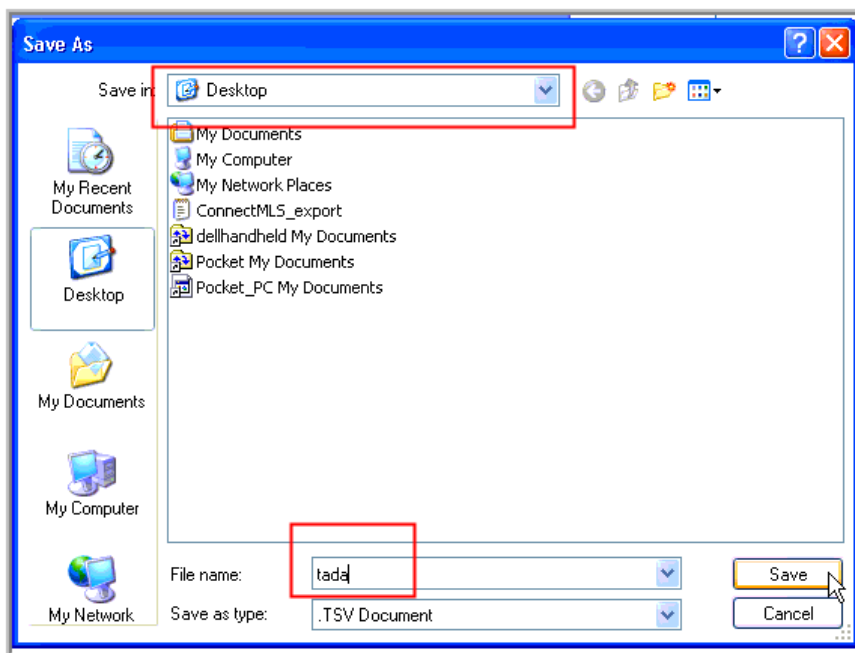 Save As
Save in:
Desktop
My Documents
My Computer
My Network Places
ConnectMLS_export
dellhandheld My Documents
Pocket My Documents
Pocket_PC My Documents
My Recent
Documents
Desktop
My Documents
My Computer
My Network
File name:
tada
Save
Save as type:
.TSV Document
Cancel